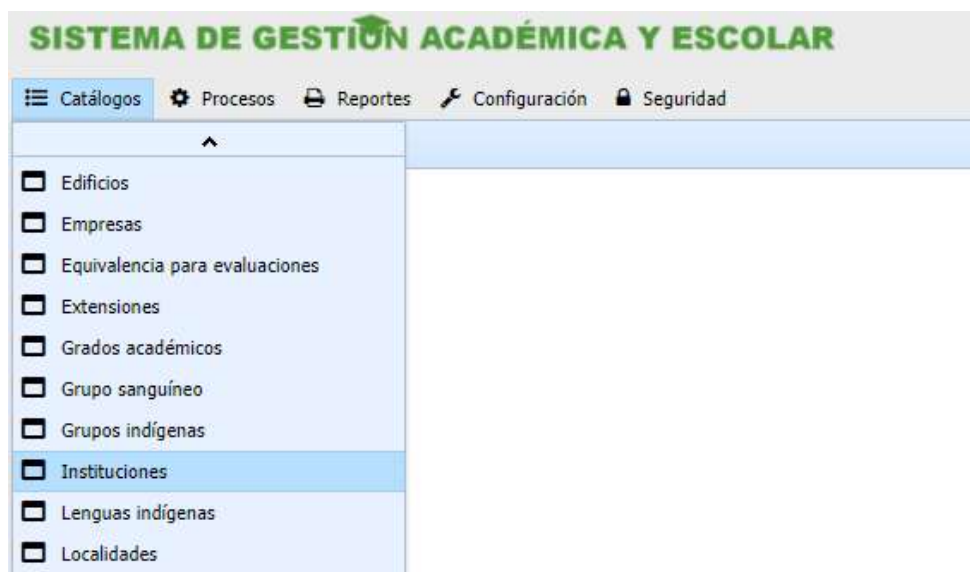 SISTEMA DE GESTIÓN ACADÉMICA Y ESCOLAR
Catálogos Procesos Reportes Configuración Seguridad
Edificios
Empresas
Equivalencia para evaluaciones
Extensiones
Grados académicos
Grupo sanguíneo
Grupos indígenas
Instituciones
Lenguas indígenas
Localidades